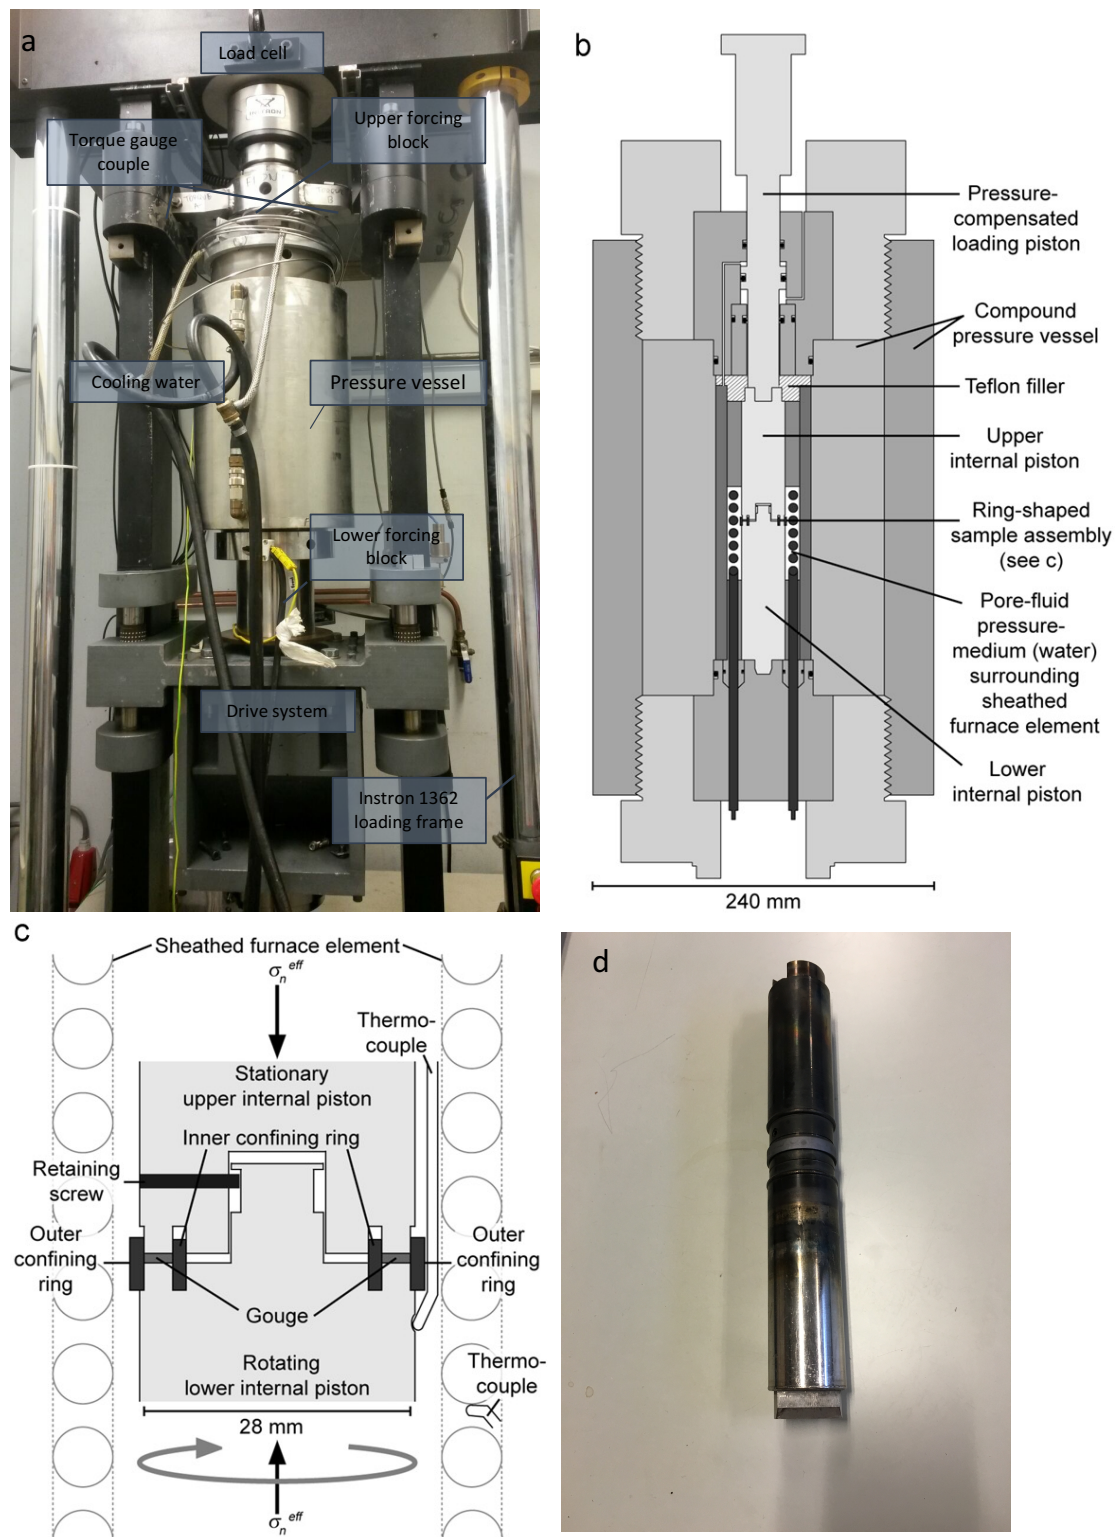 a
Load cell
Torque gauge
couple
Upper forcing
block
Cooling water
Pressure vessel
Lower forcing
block
Drive system
Instron 1362
loading frame
b
Pressure-
compensated
loading piston
Compound
pressure vessel
Teflon filler
Upper
internal piston
Ring-shaped
sample assembly
(see c)
Pore-fluid
pressure-
medium (water)
surrounding
sheathed
furnace element
Lower
internal piston
240 mm
c
Sheathed furnace element
σn eff
Thermo-
couple
Stationary
upper internal piston
Inner confining ring
Retaining
screw
Outer
confining
ring
Outer
confining
ring
Gouge
Rotating
lower internal piston
Thermo-
couple
28 mm
σn eff
d